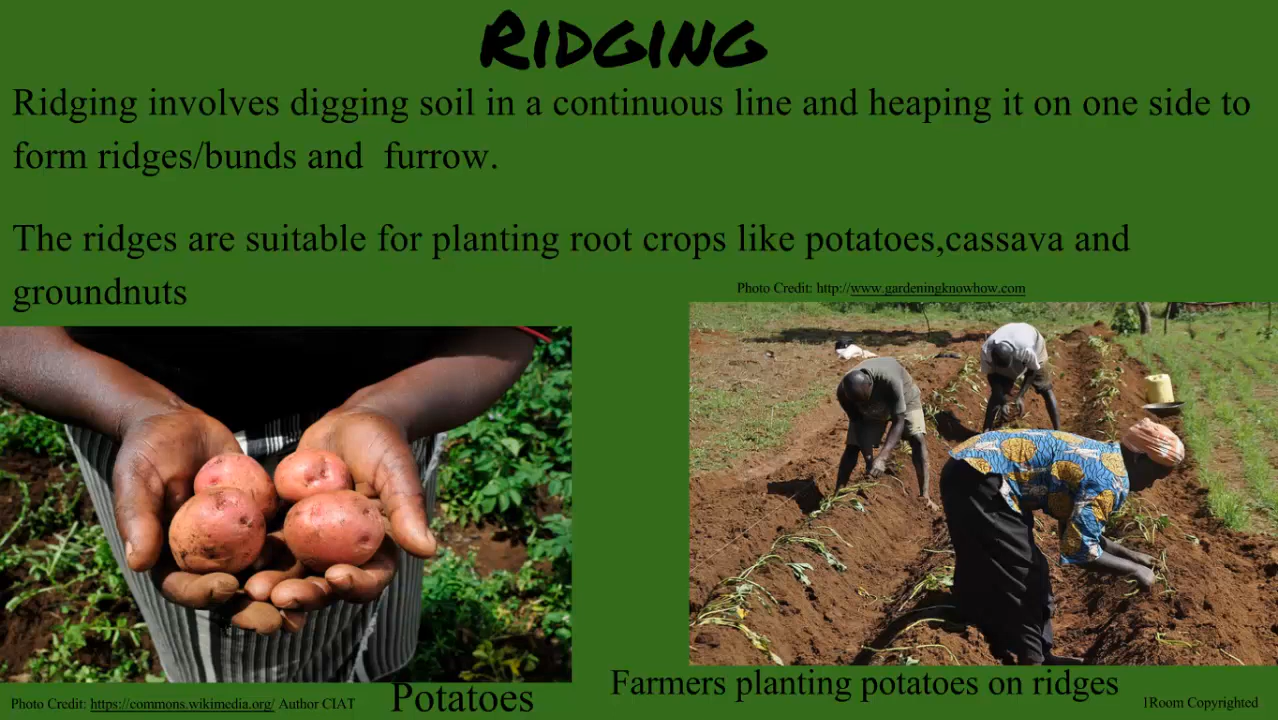 RIDGING
Ridging involves digging soil in a continuous line and heaping it on one side to
form ridges/bunds and  furrow.
The ridges are suitable for planting root crops like potatoes,cassava and
groundnuts
Photo Credit: http://www.gardeningknowhow.com
Farmers planting potatoes on ridges
Photo Credit: https://commons.wikimedia.org/ Author CIAT
Potatoes
1Room Copyrighted